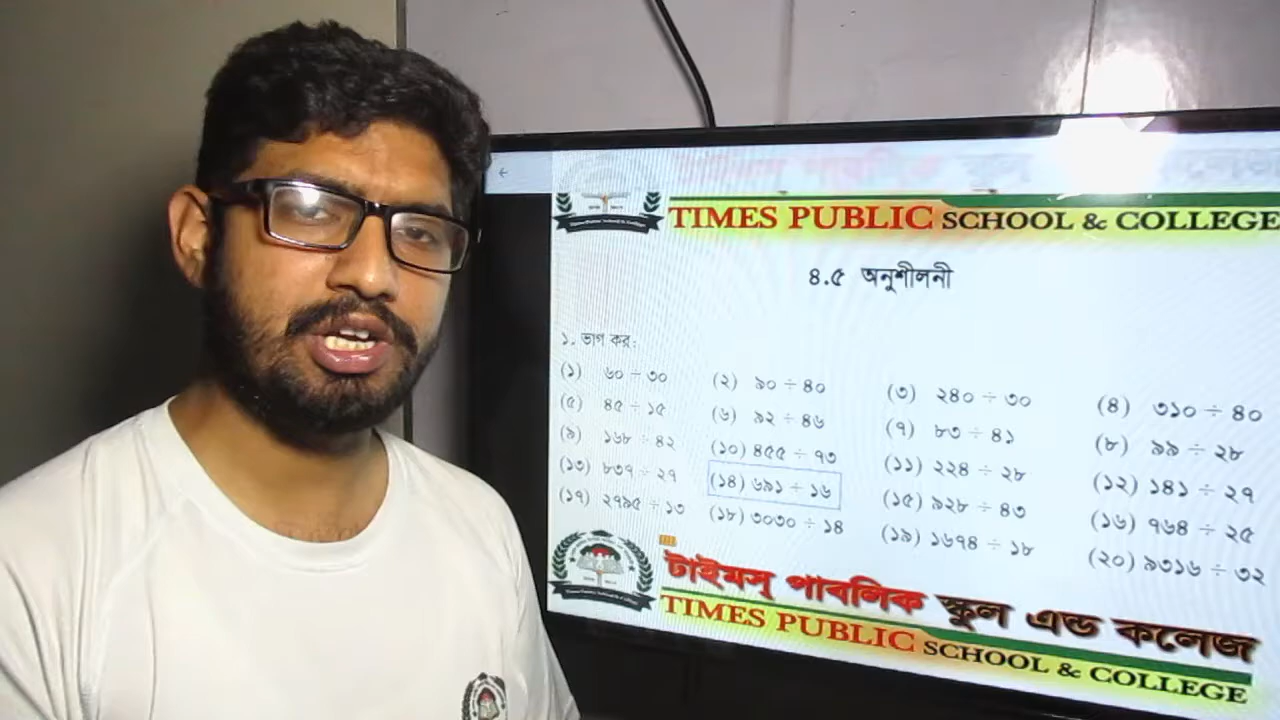 TIMES PUBLIC SCHOOL & COLLEGE
৪.৫ অনুশীলনী
১. ভাগ কর:
(১) ৬০ ÷ ৩০ (২) ৯০ ÷ ৪০ (৩) ২৪০ ÷ ৩০ (৪) ৩১০ ÷ ৪০
(৫) ৪৫ ÷ ১৫ (৬) ৯২ ÷ ৪৬ (৭) ৮৩ ÷ ৪১ (৮) ৯৯ ÷ ২৮
(৯) ১৬৮ ÷ ৪২ (১০) ৪৫৫ ÷ ৭৩ (১১) ২২৪ ÷ ২৮ (১২) ১৪১ ÷ ২৭
(১৩) ৮৩৭ ÷ ২৭ (১৪) ৬৯১ ÷ ১৬ (১৫) ৯২৮ ÷ ৪৩ (১৬) ৭৬৪ ÷ ২৫
(১৭) ২৭৯৫ ÷ ১৩ (১৮) ৩০৩০ ÷ ১৪ (১৯) ১৬৭৪ ÷ ১৮ (২০) ৯৩১৬ ÷ ৩২
টাইমস্ পাবলিক স্কুল এন্ড কলেজ
TIMES PUBLIC SCHOOL & COLLEGE